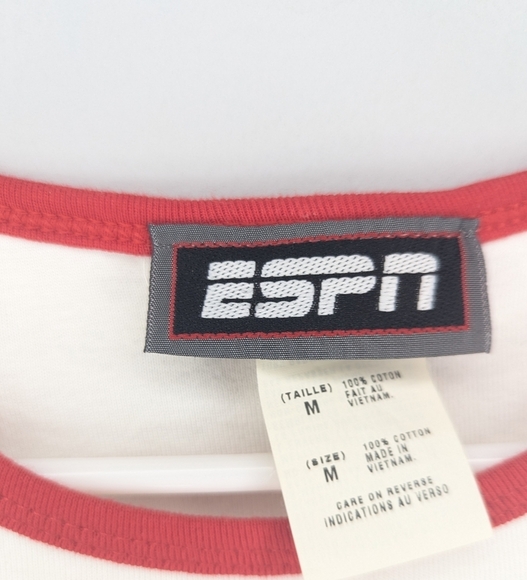 ESPN
(TAILLE) 100% COTON
M FAIT AU
VIETNAM.
(SIZE) 100% COTTON
M MADE IN
VIETNAM.
CARE ON REVERSE
INDICATIONS AU VERSO